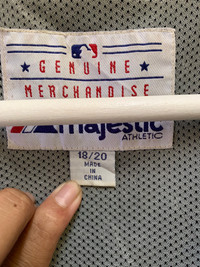 GENUINE
MERCHANDISE
majestic
ATHLETIC
18/20
MADE
IN
CHINA